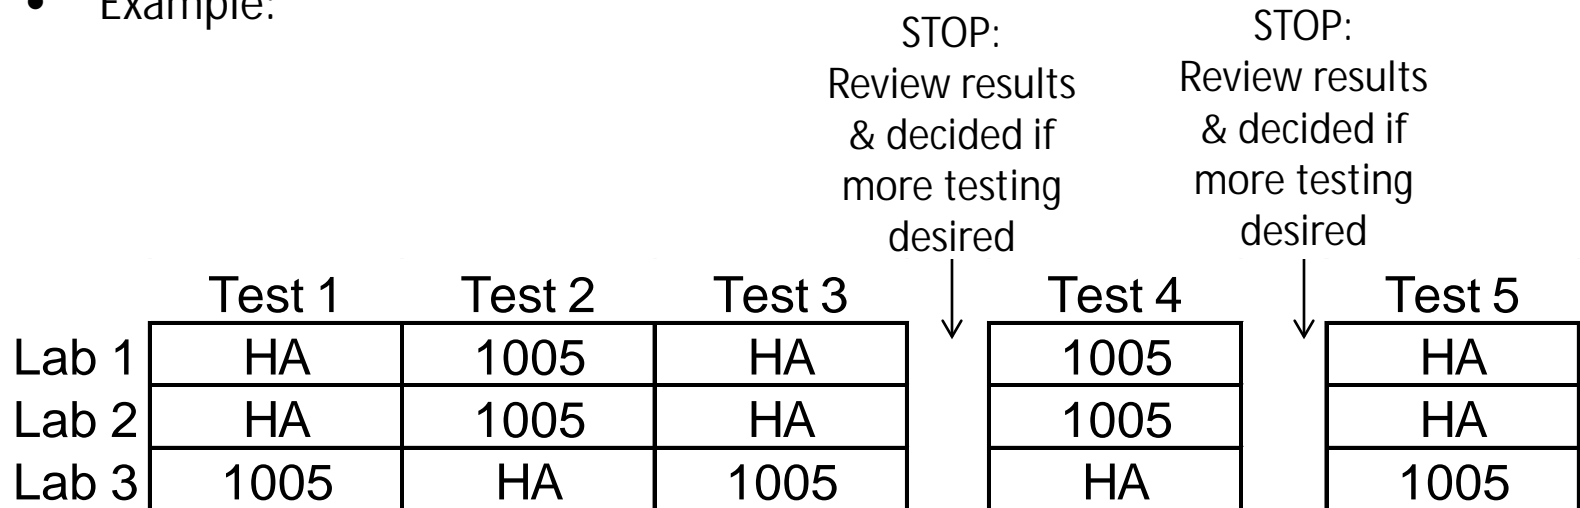 • Example:
STOP:
Review results
& decided if
more testing
desired
STOP:
Review results
& decided if
more testing
desired
Test 1 Test 2 Test 3 Test 4 Test 5
Lab 1 HA 1005 HA 1005 HA
Lab 2 HA 1005 HA 1005 HA
Lab 3 1005 HA 1005 HA 1005